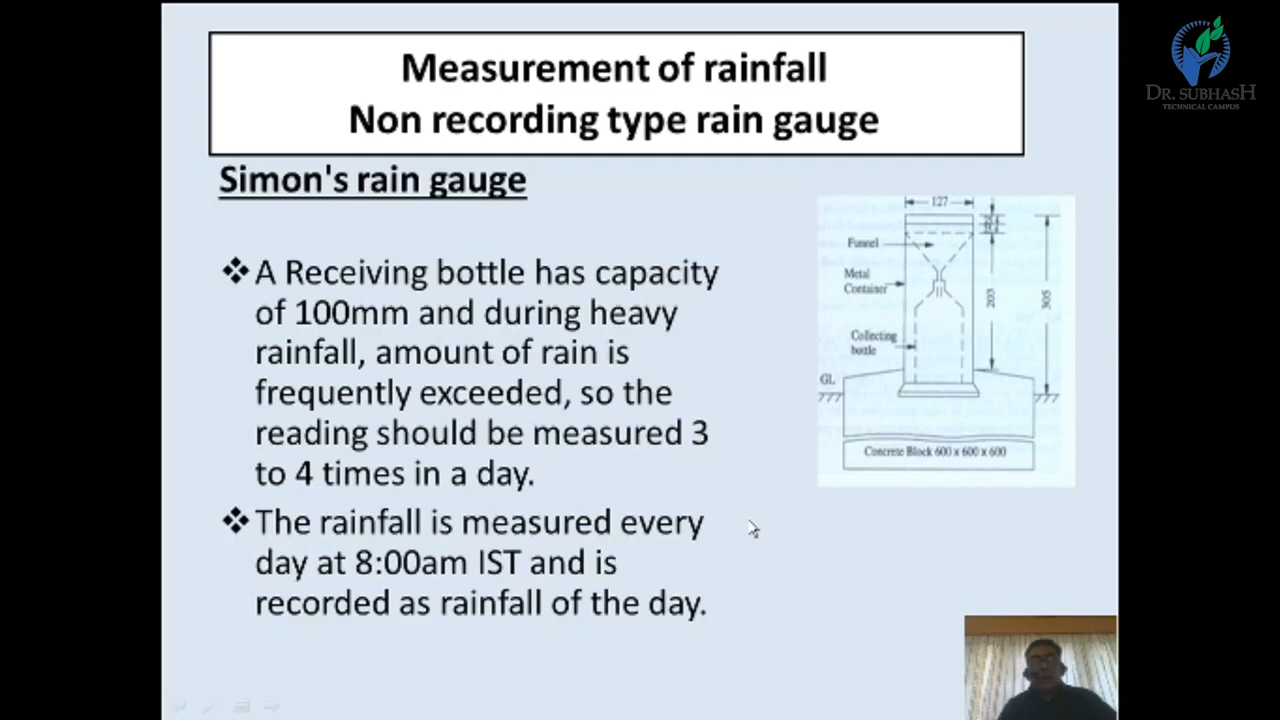 Measurement of rainfall
Non recording type rain gauge
Simon's rain gauge
❖ A Receiving bottle has capacity
of 100mm and during heavy
rainfall, amount of rain is
frequently exceeded, so the
reading should be measured 3
to 4 times in a day.
❖ The rainfall is measured every
day at 8:00am IST and is
recorded as rainfall of the day.
127
Funnel
Metal
Container
203
305
Collecting
bottle
GL
Concrete Block 600 x 600 x 600
DR. SUBHASH
TECHNICAL CAMPUS